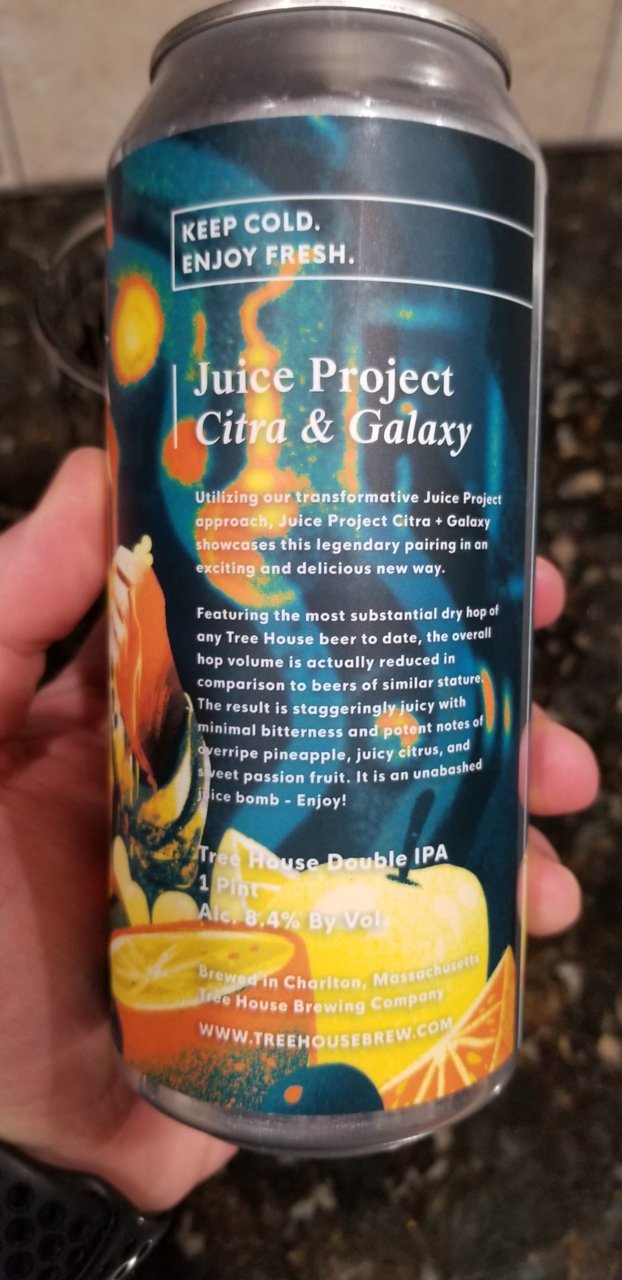 KEEP COLD.
ENJOY FRESH.
Juice Project
Citra & Galaxy
Utilizing our transformative Juice Project
approach, Juice Project Citra + Galaxy
showcases this legendary pairing in an
exciting and delicious new way.
Featuring the most substantial dry hop of
any Tree House beer to date, the overall
hop volume is actually reduced in
comparison to beers of similar stature.
The result is staggeringly juicy with
minimal bitterness and potent notes of
overripe pineapple, juicy citrus, and
sweet passion fruit. It is an unabashed
juice bomb - Enjoy!
Tree House Double IPA
1 Pint
Alc. 8.4% By Vol.
Brewed in Charlton, Massachusetts
Tree House Brewing Company
WWW.TREEHOUSEBREW.COM